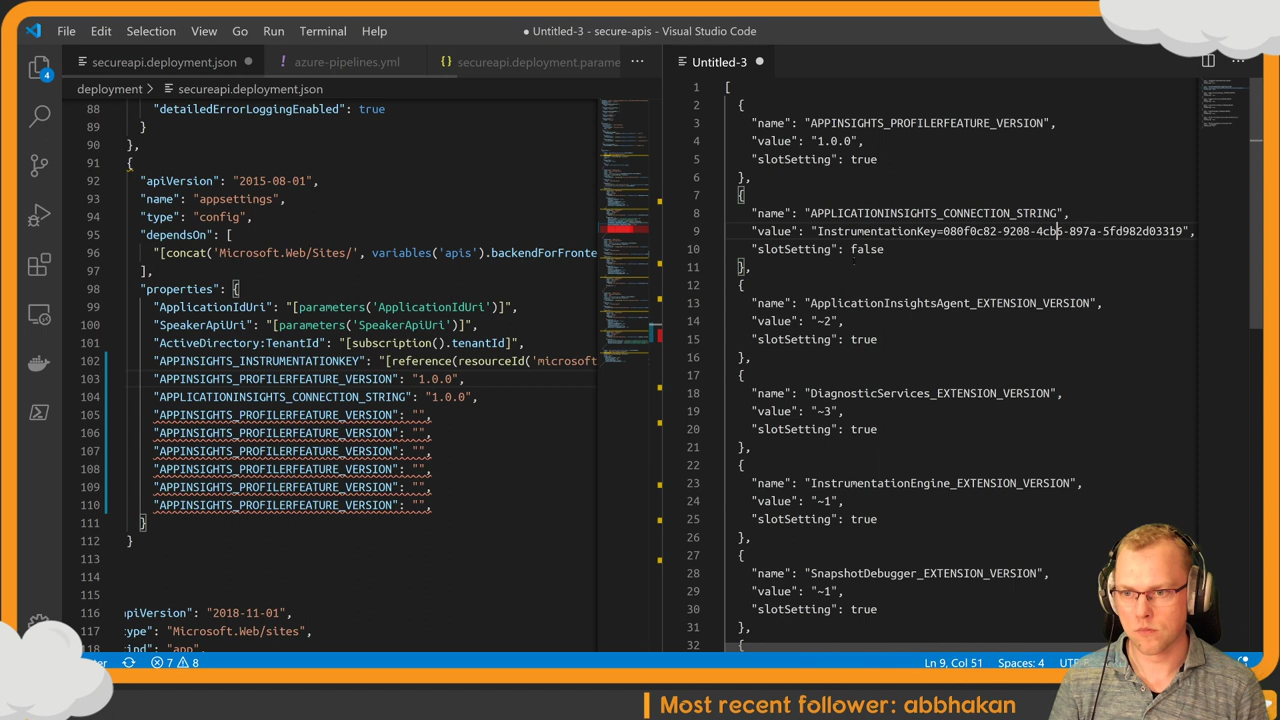 File Edit Selection View Go Run Terminal Help
● Untitled-3 - secure-apis - Visual Studio Code
secureapi.deployment.json ●
! azure-pipelines.yml
{} secureapi.deployment.parame
Untitled-3 ●
4
deployment > secureapi.deployment.json
88 "detailedErrorLoggingEnabled": true
89 }
90 },
91 {
92 "apiVersion": "2015-08-01",
93 "name": "appsettings",
94 "type": "config",
95 "dependsOn": [
96 "[concat('Microsoft.Web/Sites/', variables('apis').backendForFronte
97 ],
98 "properties": {
99 "ApplicationIdUri": "[parameters('ApplicationIdUri')]",
100 "SpeakerApiUri": "[parameters('SpeakerApiUri')]",
101 "ActiveDirectory:TenantId": "[subscription().tenantId]",
102 "APPINSIGHTS_INSTRUMENTATIONKEY": "[reference(resourceId('microsoft
103 "APPINSIGHTS_PROFILERFEATURE_VERSION": "1.0.0",
104 "APPLICATIONINSIGHTS_CONNECTION_STRING": "1.0.0",
105 "APPINSIGHTS_PROFILERFEATURE_VERSION": "",
106 "APPINSIGHTS_PROFILERFEATURE_VERSION": "",
107 "APPINSIGHTS_PROFILERFEATURE_VERSION": "",
108 "APPINSIGHTS_PROFILERFEATURE_VERSION": "",
109 "APPINSIGHTS_PROFILERFEATURE_VERSION": "",
110 "APPINSIGHTS_PROFILERFEATURE_VERSION": "",
111 }
112 }
113
114
115
116 apiVersion": "2018-11-01",
117 type": "Microsoft.Web/sites",
118 kind": "app",
1 [
2 {
3 "name": "APPINSIGHTS_PROFILERFEATURE_VERSION",
4 "value": "1.0.0",
5 "slotSetting": true
6 },
7 {
8 "name": "APPLICATIONINSIGHTS_CONNECTION_STRING",
9 "value": "InstrumentationKey=080f0c82-9208-4cb6-897a-5fd982d03319",
10 "slotSetting": false
11 },
12 {
13 "name": "ApplicationInsightsAgent_EXTENSION_VERSION",
14 "value": "~2",
15 "slotSetting": true
16 },
17 {
18 "name": "DiagnosticServices_EXTENSION_VERSION",
19 "value": "~3",
20 "slotSetting": true
21 },
22 {
23 "name": "InstrumentationEngine_EXTENSION_VERSION",
24 "value": "~1",
25 "slotSetting": true
26 },
27 {
28 "name": "SnapshotDebugger_EXTENSION_VERSION",
29 "value": "~1",
30 "slotSetting": true
31 },
32 {
7 8
Ln 9, Col 51 Spaces: 4
Most recent follower: abbhakan